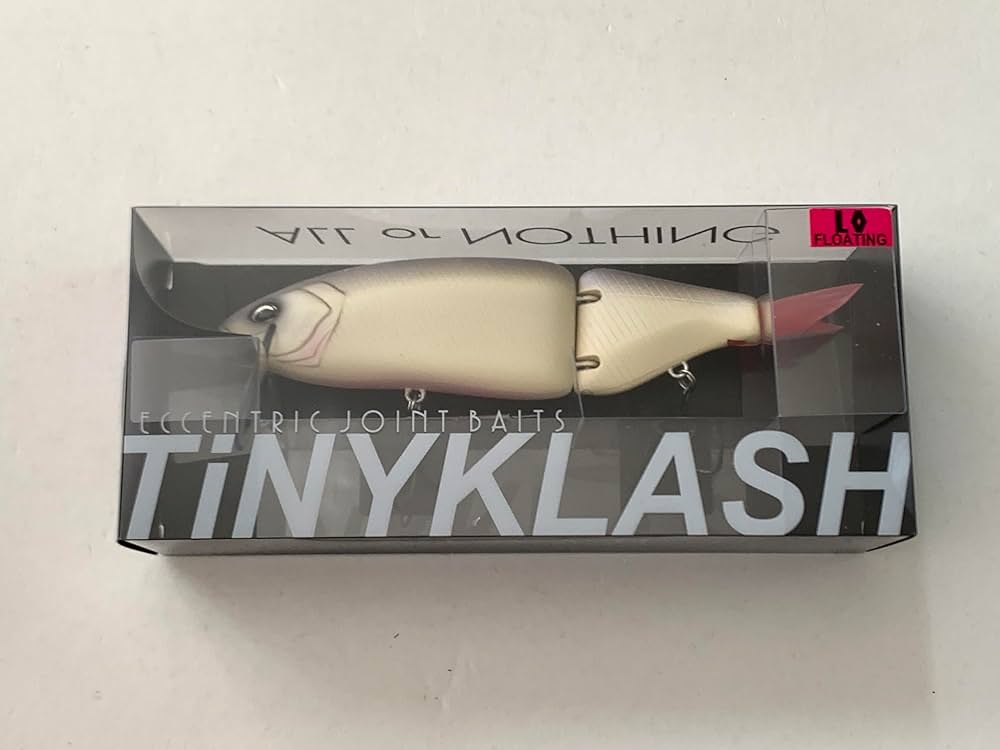 ALL or NOTHING
LO
FLOATING
ECCENTRIC JOINT BAITS
TiNYKLASH